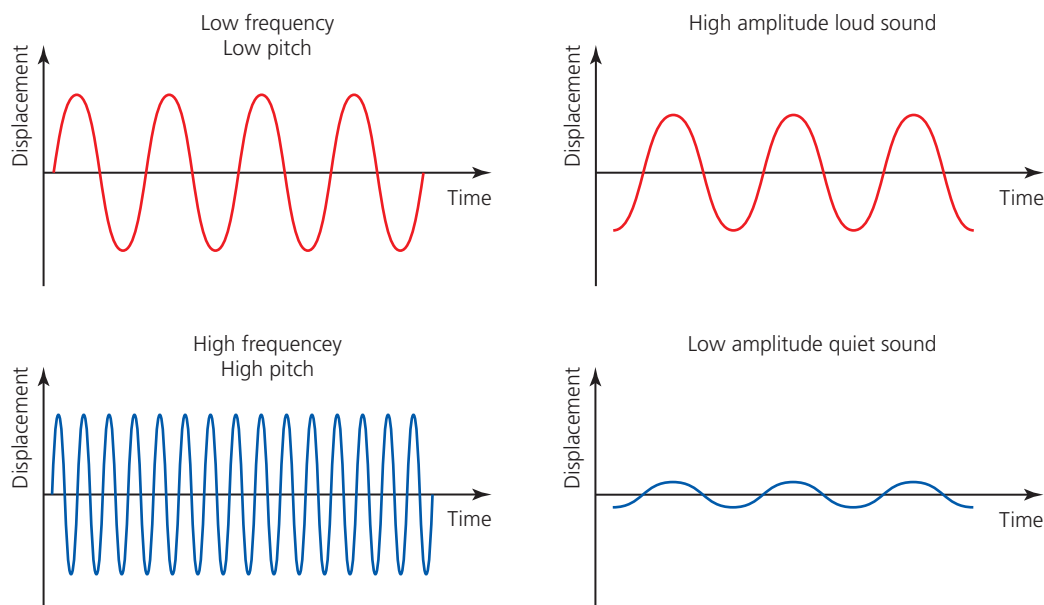 Low frequency
Low pitch
Displacement
Time
High amplitude loud sound
Displacement
Time
High frequencey
High pitch
Displacement
Time
Low amplitude quiet sound
Displacement
Time